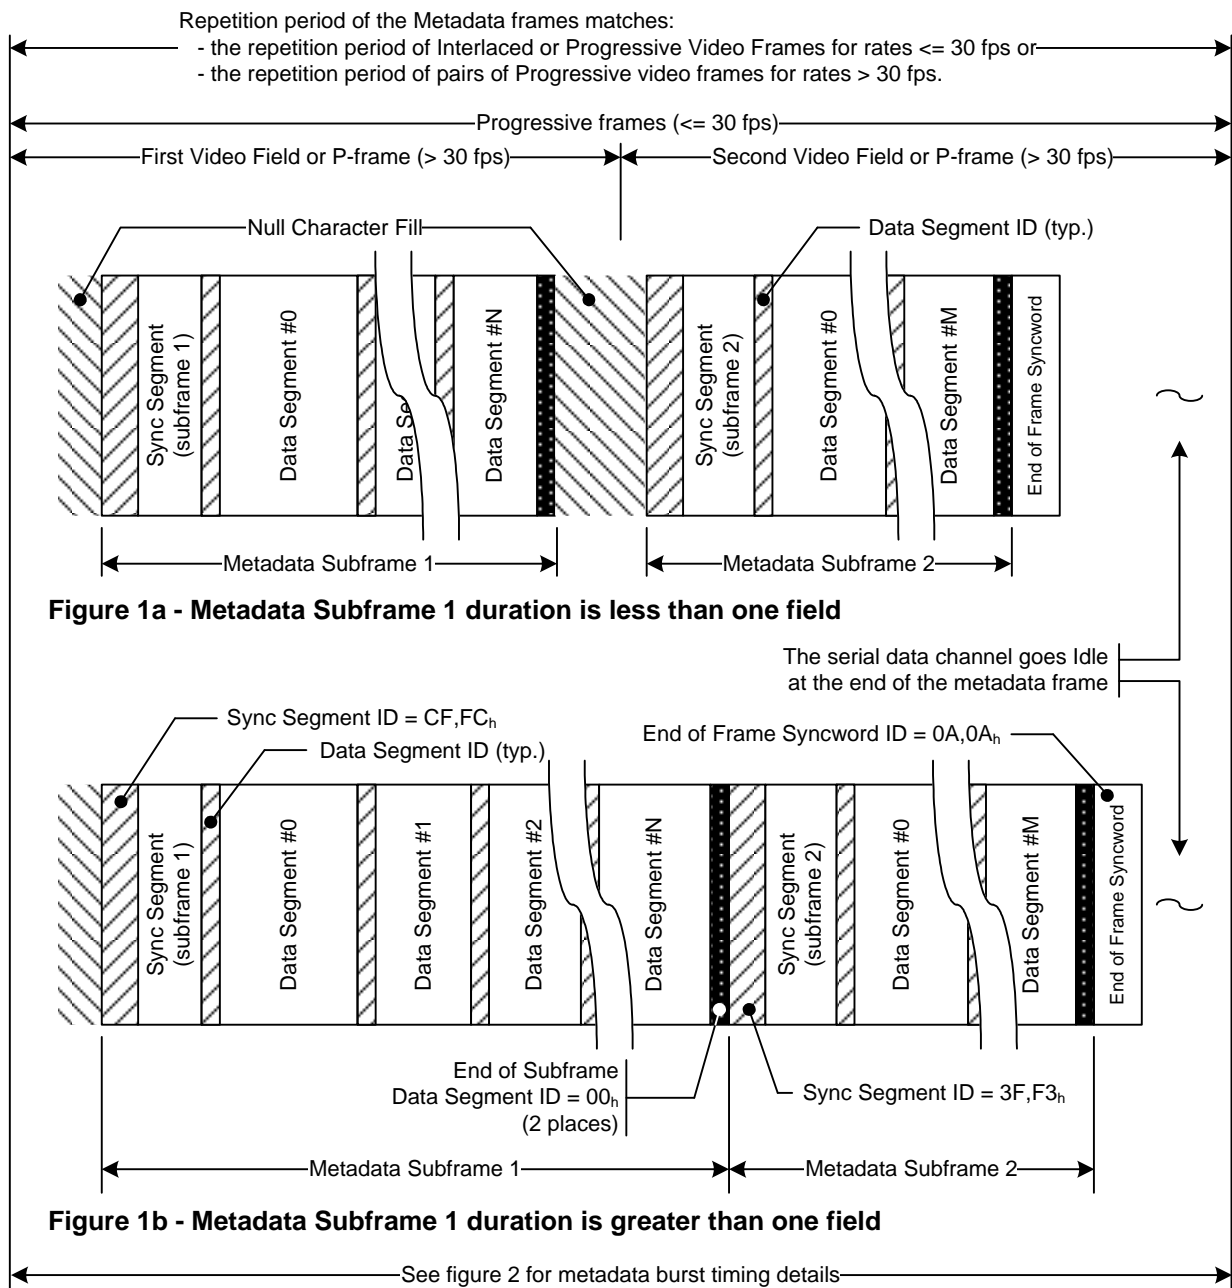 Repetition period of the Metadata frames matches:
- the repetition period of Interlaced or Progressive Video Frames for rates <= 30 fps or
- the repetition period of pairs of Progressive video frames for rates > 30 fps.
Progressive frames (<= 30 fps)
First Video Field or P-frame (> 30 fps)
Second Video Field or P-frame (> 30 fps)
Null Character Fill
Data Segment ID (typ.)
Sync Segment
(subframe 1)
Data Segment #0
Data Se
Data Segment #N
Sync Segment
(subframe 2)
Data Segment #0
Data Segment #M
End of Frame Syncword
Metadata Subframe 1
Metadata Subframe 2
Figure 1a - Metadata Subframe 1 duration is less than one field
The serial data channel goes Idle
at the end of the metadata frame
Sync Segment ID = CF,FCh
End of Frame Syncword ID = 0A,0Ah
Data Segment ID (typ.)
Sync Segment
(subframe 1)
Data Segment #0
Data Segment #1
Data Segment #2
Data Segment #N
Sync Segment
(subframe 2)
Data Segment #0
Data Segment #M
End of Frame Syncword
End of Subframe
Data Segment ID = 00h
(2 places)
Sync Segment ID = 3F,F3h
Metadata Subframe 1
Metadata Subframe 2
Figure 1b - Metadata Subframe 1 duration is greater than one field
See figure 2 for metadata burst timing details